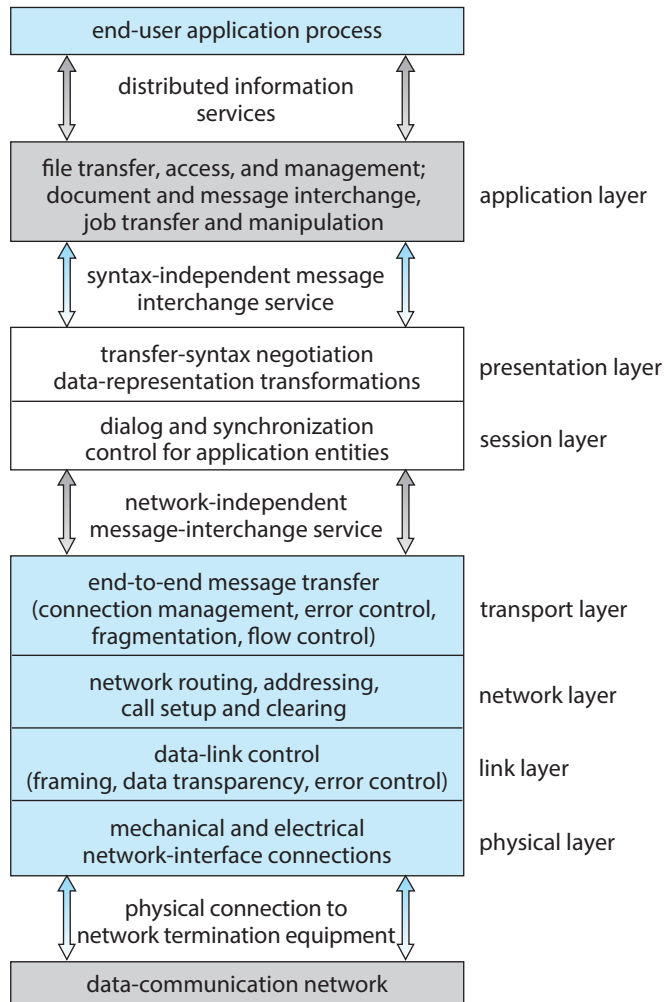 end-user application process
distributed information
services
file transfer, access, and management;
document and message interchange,
job transfer and manipulation
application layer
syntax-independent message
interchange service
transfer-syntax negotiation
data-representation transformations
presentation layer
dialog and synchronization
control for application entities
session layer
network-independent
message-interchange service
end-to-end message transfer
(connection management, error control,
fragmentation, flow control)
transport layer
network routing, addressing,
call setup and clearing
network layer
data-link control
(framing, data transparency, error control)
link layer
mechanical and electrical
network-interface connections
physical layer
physical connection to
network termination equipment
data-communication network